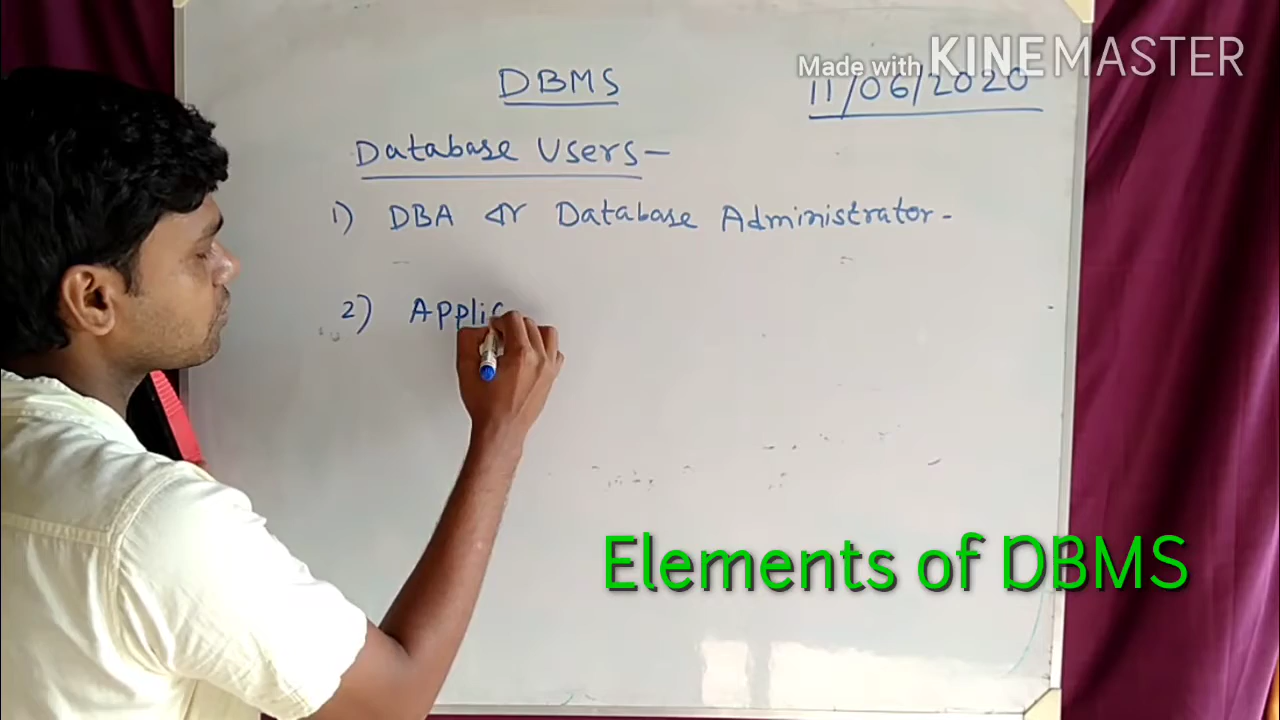 Made with KINEMASTER
DBMS
11/06/2020
Database Users-
1) DBA or Database Administrator-
2) Applic
Elements of DBMS